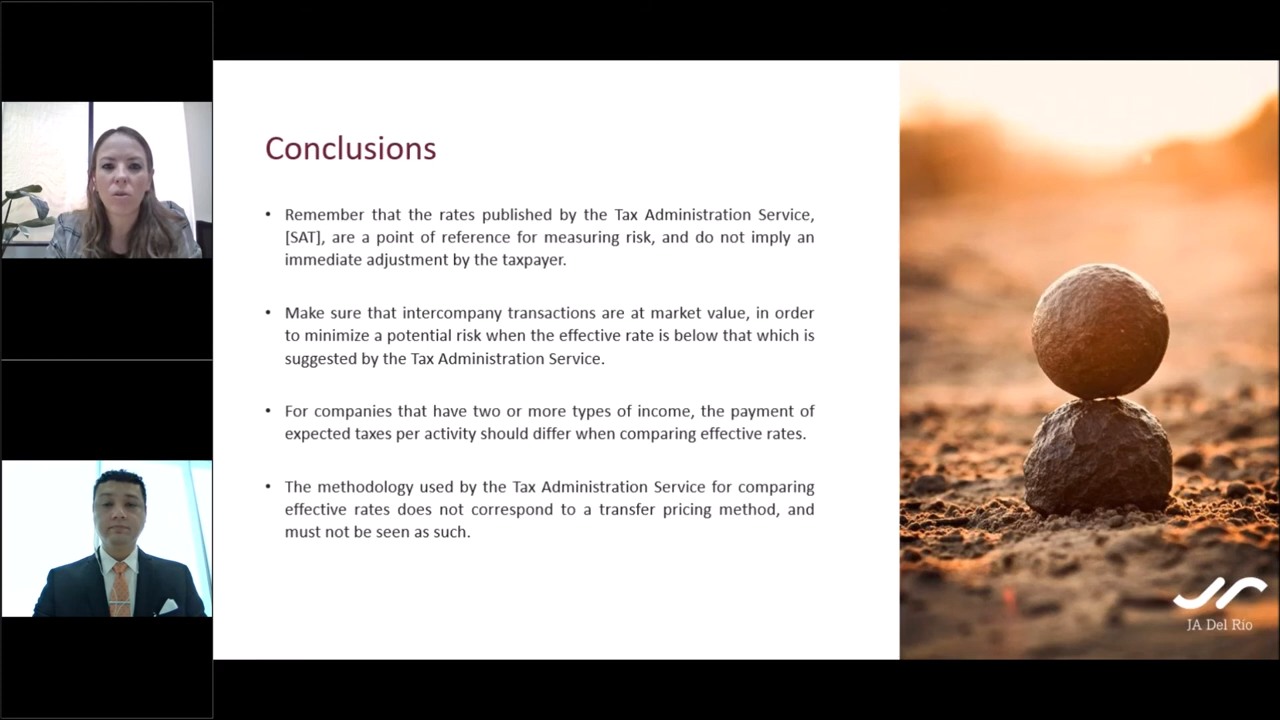 Conclusions
• Remember that the rates published by the Tax Administration Service,
[SAT], are a point of reference for measuring risk, and do not imply an
immediate adjustment by the taxpayer.
• Make sure that intercompany transactions are at market value, in order
to minimize a potential risk when the effective rate is below that which is
suggested by the Tax Administration Service.
• For companies that have two or more types of income, the payment of
expected taxes per activity should differ when comparing effective rates.
• The methodology used by the Tax Administration Service for comparing
effective rates does not correspond to a transfer pricing method, and
must not be seen as such.
JA Del Río